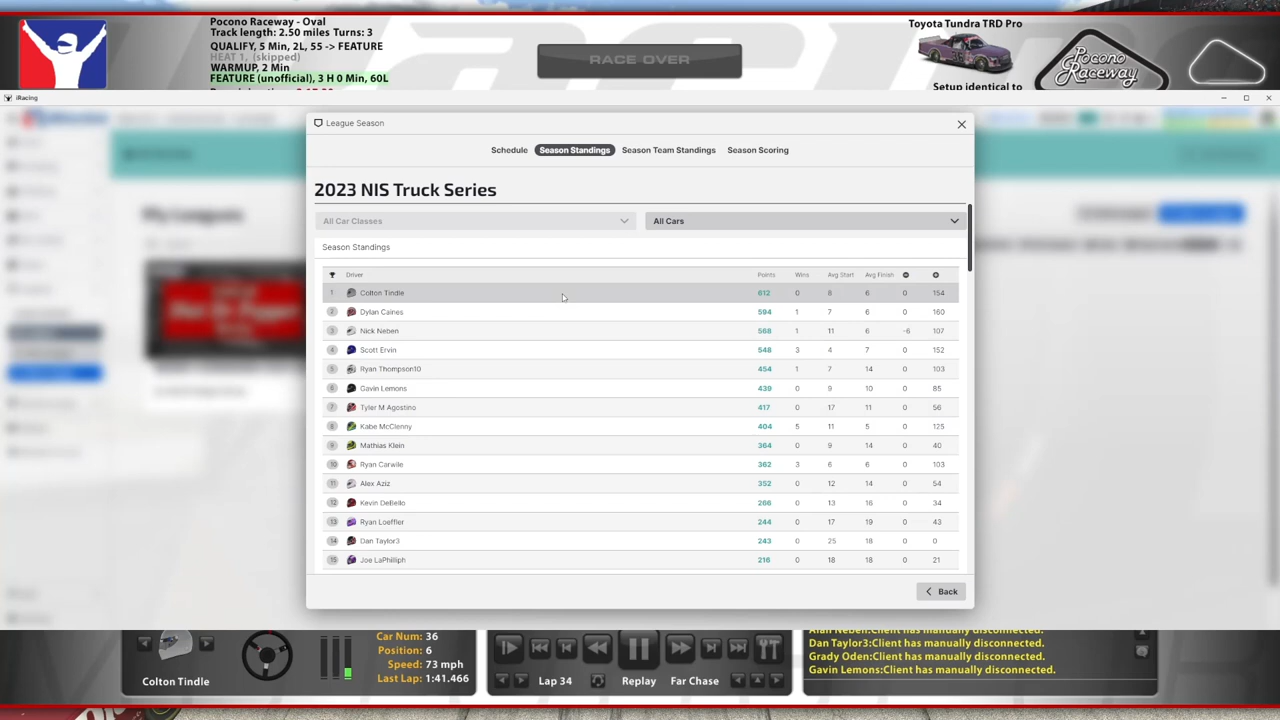 Pocono Raceway - Oval
Track length: 2.50 miles Turns: 3
QUALIFY, 5 Min, 2L, 55 -> FEATURE
HEAT 1, (skipped)
WARMUP, 2 Min
FEATURE (unofficial), 3 H 0 Min, 60L
RACE OVER
Toyota Tundra TRD Pro
Pocono
Raceway
Setup identical to
iRacing
League Season
Schedule Season Standings Season Team Standings Season Scoring
2023 NIS Truck Series
All Car Classes All Cars
Season Standings
Driver Points Wins Avg Start Avg Finish
1 Colton Tindle 612 0 8 6 0 154
2 Dylan Caines 594 1 7 6 0 160
3 Nick Neben 568 1 11 6 -6 107
4 Scott Ervin 548 3 4 7 0 152
5 Ryan Thompson10 454 1 7 14 0 103
6 Gavin Lemons 439 0 9 10 0 85
7 Tyler M Agostino 417 0 17 11 0 56
8 Kabe McClenny 404 5 11 5 0 125
9 Mathias Klein 364 0 9 14 0 40
10 Ryan Carwile 362 3 6 6 0 103
11 Alex Aziz 352 0 12 14 0 54
12 Kevin DeBello 266 0 13 16 0 34
13 Ryan Loeffler 244 0 17 19 0 43
14 Dan Taylor3 243 0 25 18 0 0
15 Joe LaPhilliph 216 0 18 18 0 21
Back
Car Num: 36
Position: 6
Speed: 73 mph
Last Lap: 1:41.466
Colton Tindle
Lap 34 Replay Far Chase
Alan Neben:Client has manually disconnected.
Dan Taylor3:Client has manually disconnected.
Grady Oden:Client has manually disconnected.
Gavin Lemons:Client has manually disconnected.